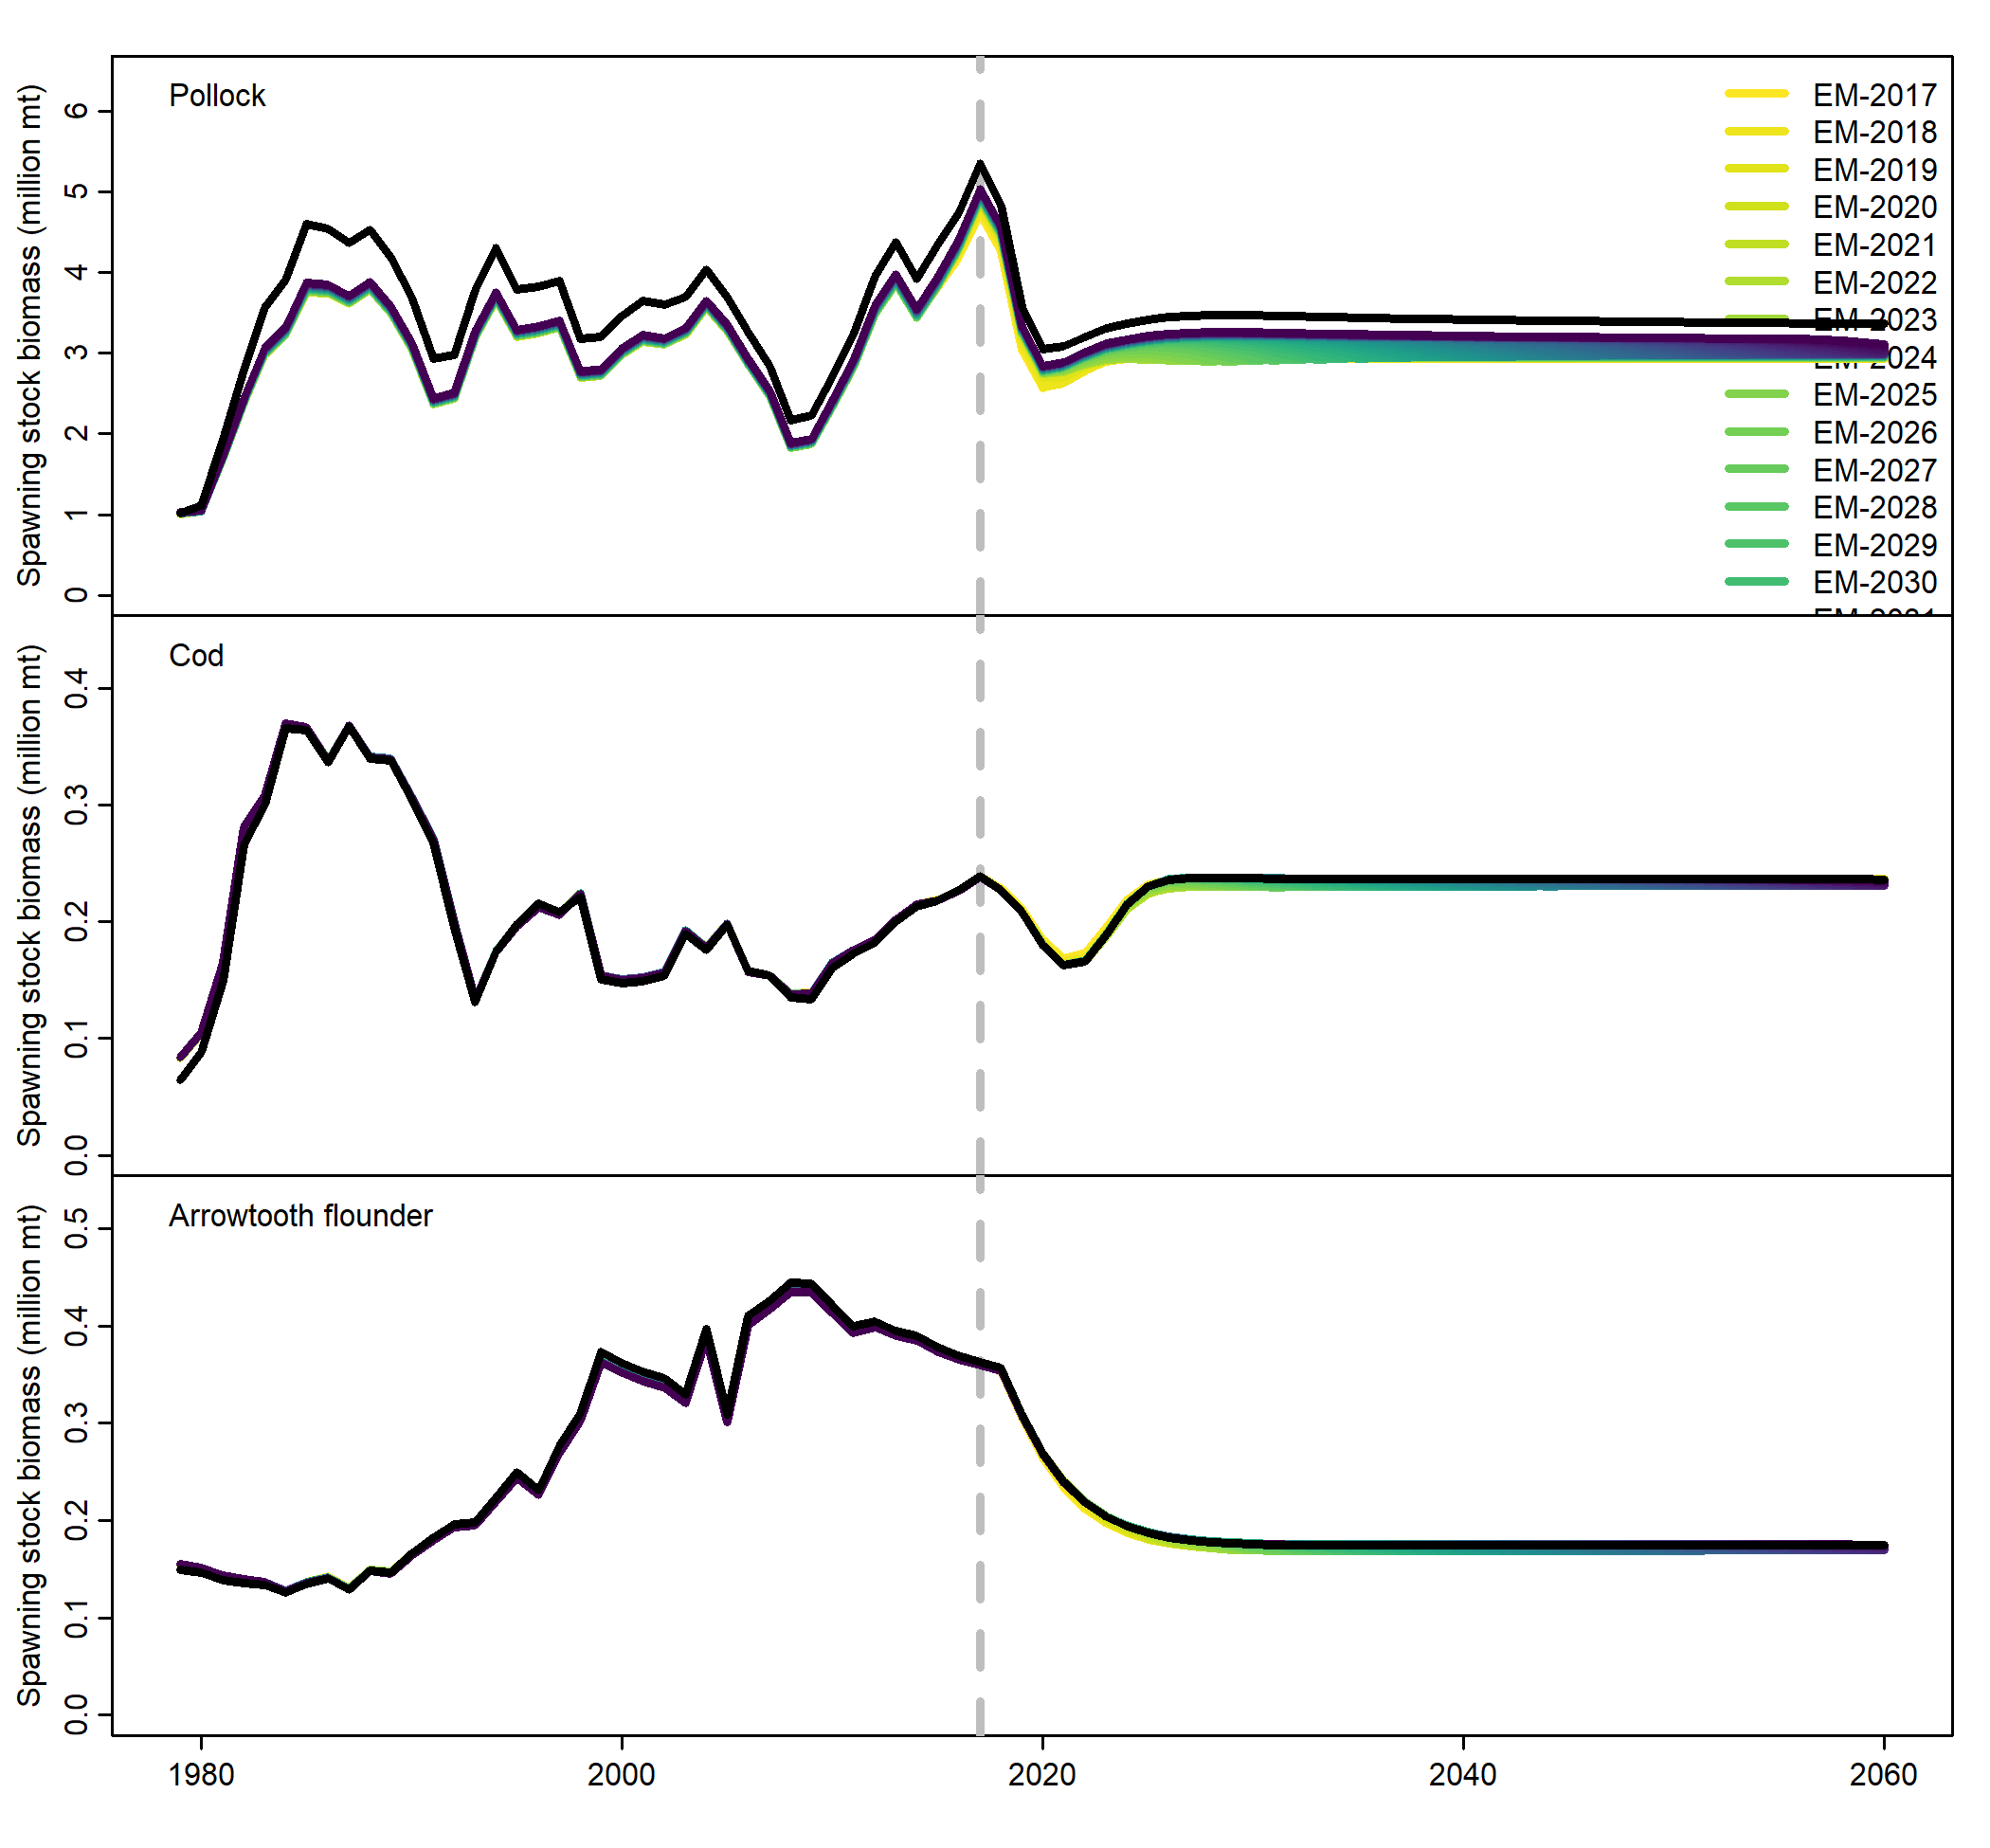 Pollock
Spawning stock biomass (million mt)
6
5
4
3
2
1
0
EM-2017
EM-2018
EM-2019
EM-2020
EM-2021
EM-2022
EM-2023
EM-2024
EM-2025
EM-2026
EM-2027
EM-2028
EM-2029
EM-2030
Cod
Spawning stock biomass (million mt)
0.4
0.3
0.2
0.1
0.0
Arrowtooth flounder
Spawning stock biomass (million mt)
0.5
0.4
0.3
0.2
0.1
0.0
1980 2000 2020 2040 2060